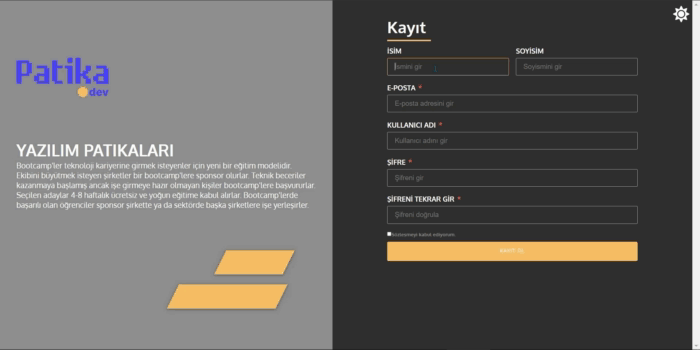 Patika
dev
YAZILIM PATIKALARI
Bootcamp'ler teknoloji kariyerine girmek isteyenler için yeni bir eğitim modelidir.
Ekibini büyütmek isteyen şirketler bir bootcamp'lere sponsor olurlar. Teknik beceriler
kazanmaya başlamış ancak işe girmeye hazır olmayan kişiler bootcamp'lere başvururlar.
Seçilen adaylar 4-8 haftalık ücretsiz ve yoğun eğitime kabul alırlar. Bootcamp'lerde
başarılı olan öğrenciler sponsor şirkette ya da sektörde başka şirketlere işe yerleşirler.
Kayıt
İSİM SOYİSİM
İsmini gir Soyismini gir
E-POSTA *
E-posta adresini gir
KULLANICI ADI *
Kullanıcı adını gir
ŞİFRE *
Şifreni gir
ŞİFRENİ TEKRAR GİR *
Şifreni doğrula
Sözleşmeyi kabul ediyorum
KAYIT OL